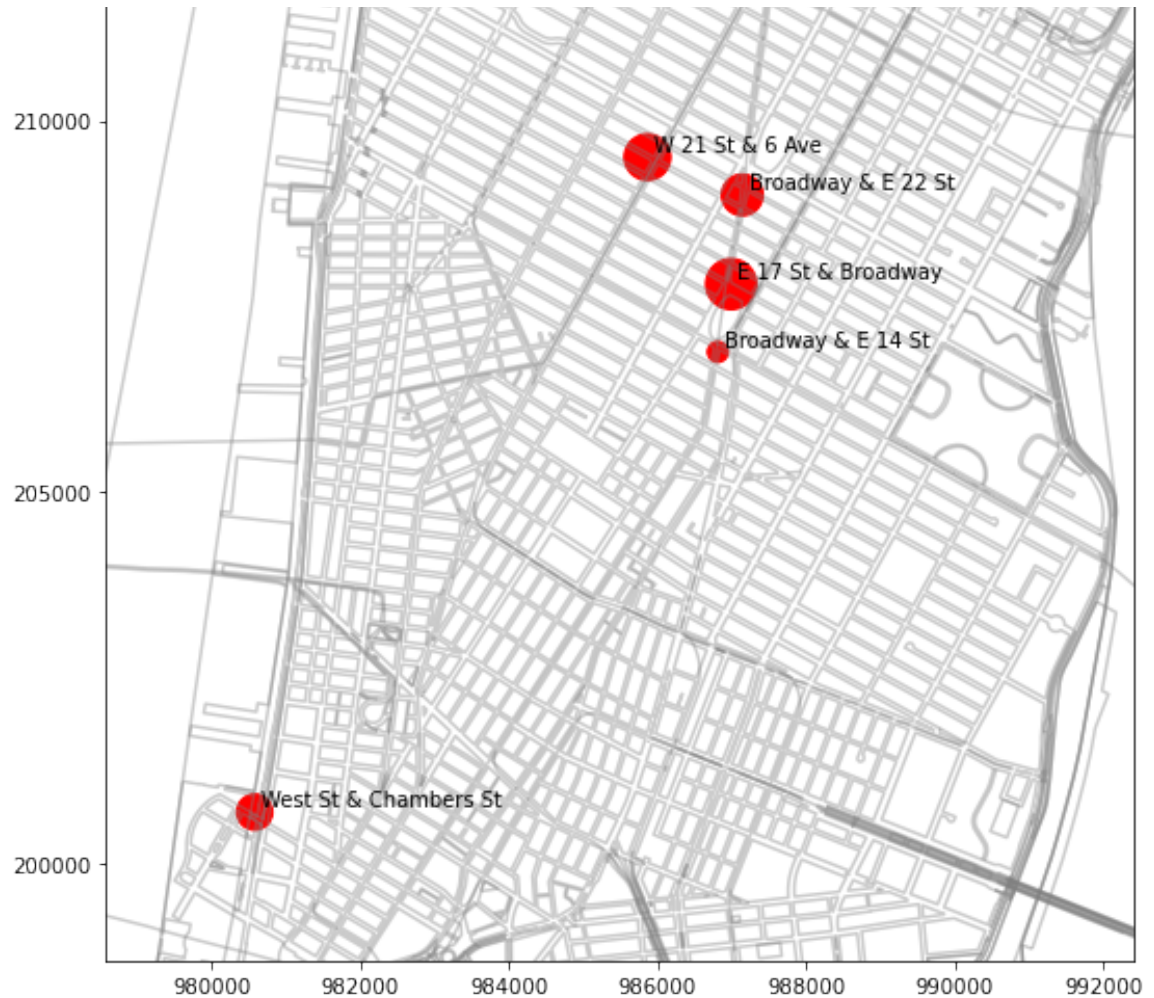 210000
W 21 St & 6 Ave
Broadway & E 22 St
E 17 St & Broadway
Broadway & E 14 St
205000
West St & Chambers St
200000
980000 982000 984000 986000 988000 990000 992000